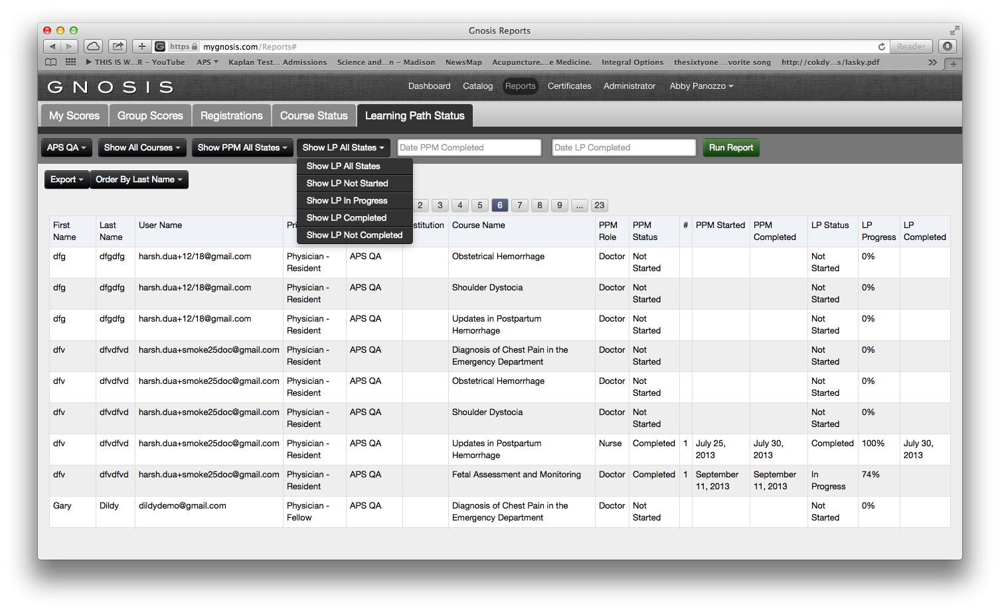 Gnosis Reports
https mygnosis.com/Reports# Reader
THIS IS W...R – YouTube APS Kaplan Test... Admissions Science and...n – Madison NewsMap Acupuncture....e Medicine. Integral Options thesixtyone ...vorite song http://cokdy...s/lasky.pdf
GNOSIS Dashboard Catalog Reports Certificates Administrator Abby Panozzo
My Scores Group Scores Registrations Course Status Learning Path Status
APS QA Show All Courses Show PPM All States Show LP All States Date PPM Completed Date LP Completed Run Report
Show LP All States
Show LP Not Started
Show LP In Progress
Show LP Completed
Show LP Not Completed
Export Order By Last Name
2 3 4 5 6 7 8 9 ... 23
First Name Last Name User Name Pri stitution Course Name PPM Role PPM Status # PPM Started PPM Completed LP Status LP Progress LP Completed
dfg dfgdfg harsh.dua+12/18@gmail.com Physician - Resident APS QA Obstetrical Hemorrhage Doctor Not Started Not Started 0%
dfg dfgdfg harsh.dua+12/18@gmail.com Physician - Resident APS QA Shoulder Dystocia Doctor Not Started Not Started 0%
dfg dfgdfg harsh.dua+12/18@gmail.com Physician - Resident APS QA Updates in Postpartum Hemorrhage Doctor Not Started Not Started 0%
dfv dfvdfvd harsh.dua+smoke25doc@gmail.com Physician - Resident APS QA Diagnosis of Chest Pain in the Emergency Department Doctor Not Started Not Started 0%
dfv dfvdfvd harsh.dua+smoke25doc@gmail.com Physician - Resident APS QA Obstetrical Hemorrhage Doctor Not Started Not Started 0%
dfv dfvdfvd harsh.dua+smoke25doc@gmail.com Physician - Resident APS QA Shoulder Dystocia Doctor Not Started Not Started 0%
dfv dfvdfvd harsh.dua+smoke25doc@gmail.com Physician - Resident APS QA Updates in Postpartum Hemorrhage Nurse Completed 1 July 25, 2013 July 30, 2013 Completed 100% July 30, 2013
dfv dfvdfvd harsh.dua+smoke25doc@gmail.com Physician - Resident APS QA Fetal Assessment and Monitoring Doctor Completed 1 September 11, 2013 September 11, 2013 In Progress 74%
Gary Dildy dildydemo@gmail.com Physician - Fellow APS QA Diagnosis of Chest Pain in the Emergency Department Doctor Not Started Not Started 0%